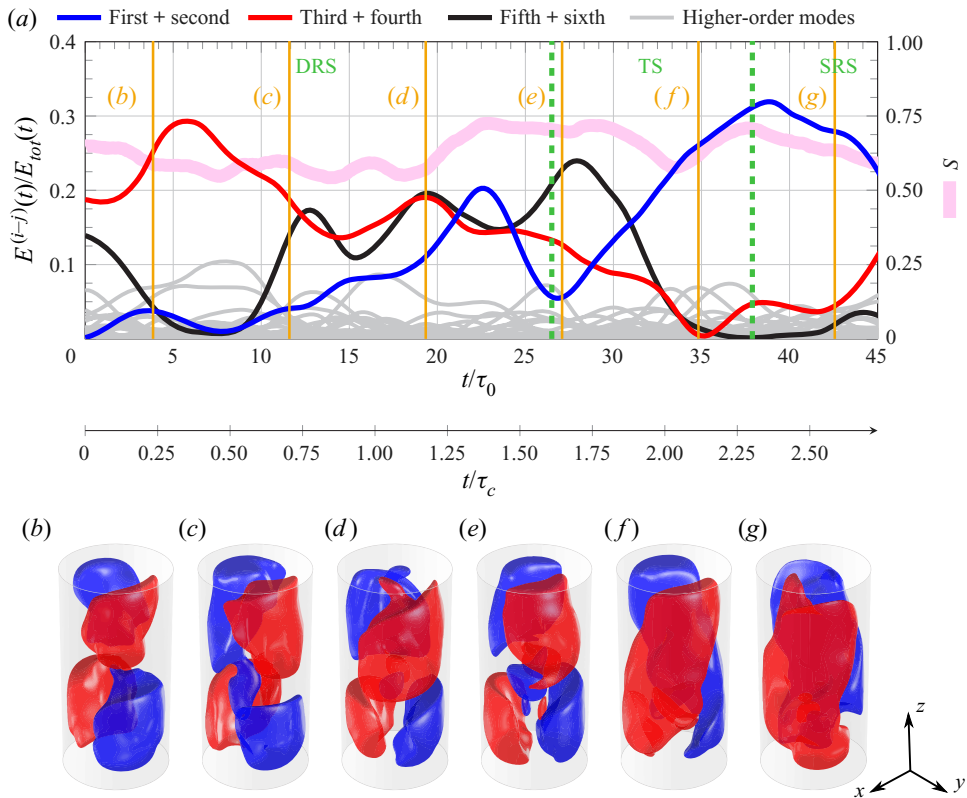 (a) First + second Third + fourth Fifth + sixth Higher-order modes
0.4 1.00
DRS TS SRS
(b) (c) (d) (e) (f) (g)
0.3 0.75
0.2 0.50
0.1 0.25
0
E^(i–j)(t)/E_tot(t)
S
0 5 10 15 20 25 30 35 40 45
t/τ_0
0 0.25 0.50 0.75 1.00 1.25 1.50 1.75 2.00 2.25 2.50
t/τ_c
(b) (c) (d) (e) (f) (g)
z
x y